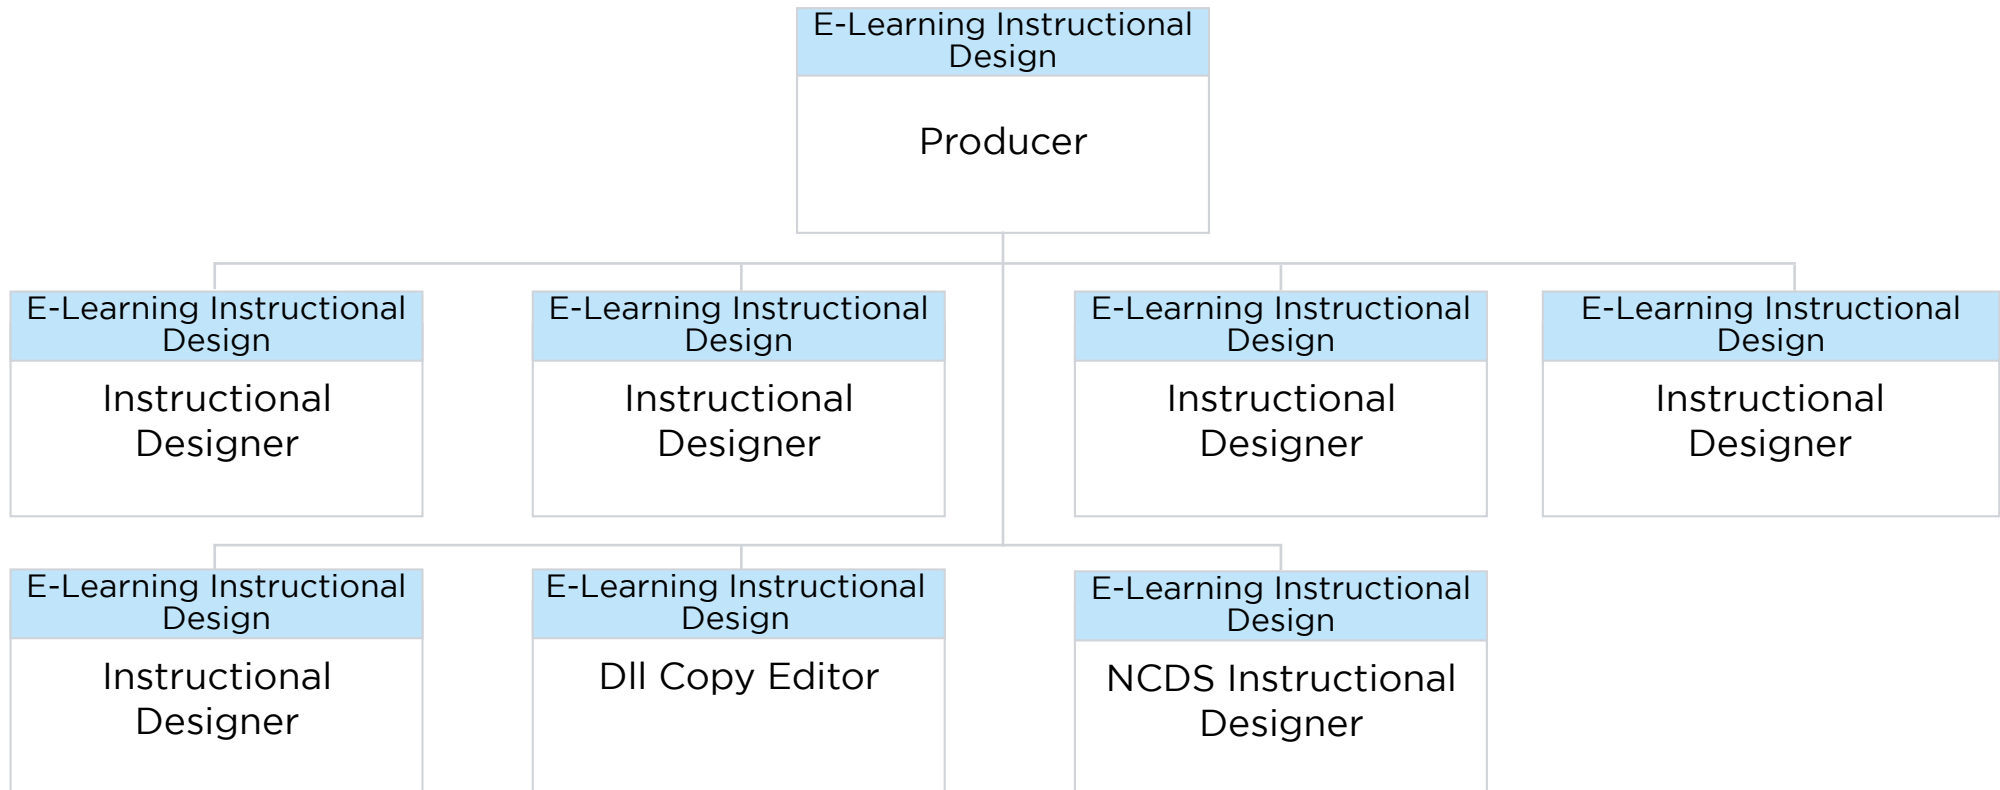 E-Learning Instructional
Design
Producer
E-Learning Instructional
Design
Instructional
Designer
E-Learning Instructional
Design
Instructional
Designer
E-Learning Instructional
Design
Instructional
Designer
E-Learning Instructional
Design
Instructional
Designer
E-Learning Instructional
Design
Instructional
Designer
E-Learning Instructional
Design
Dll Copy Editor
E-Learning Instructional
Design
NCDS Instructional
Designer